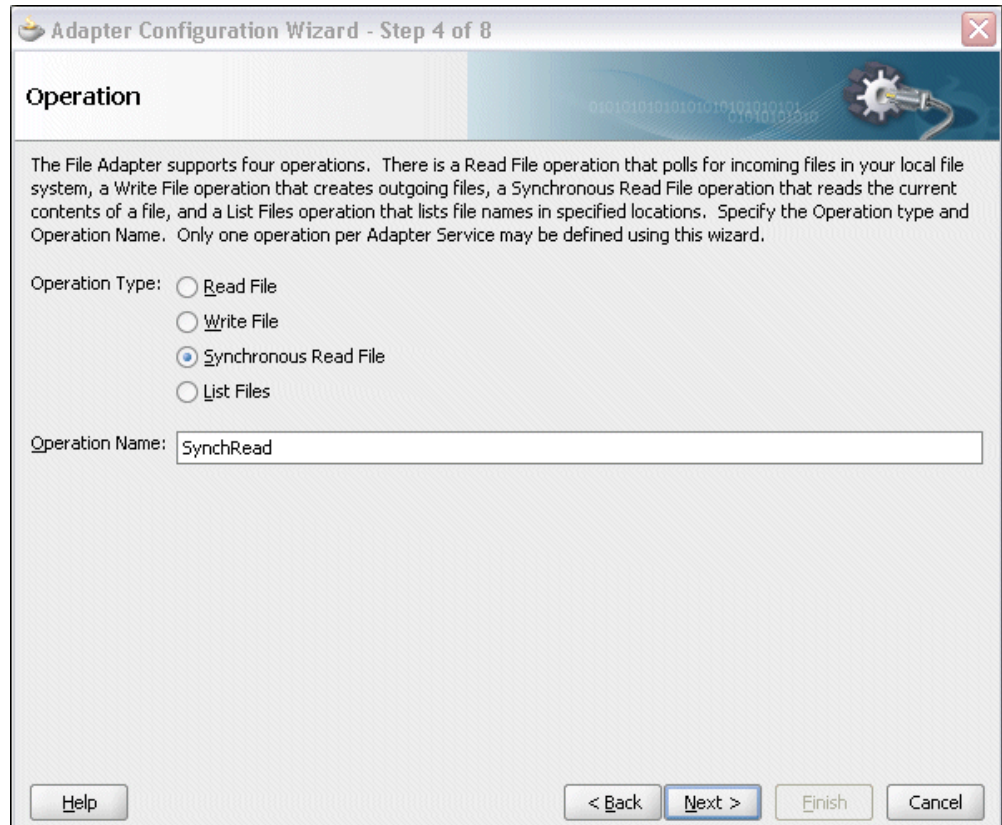 Adapter Configuration Wizard - Step 4 of 8
Operation
The File Adapter supports four operations. There is a Read File operation that polls for incoming files in your local file
system, a Write File operation that creates outgoing files, a Synchronous Read File operation that reads the current
contents of a file, and a List Files operation that lists file names in specified locations. Specify the Operation type and
Operation Name. Only one operation per Adapter Service may be defined using this wizard.
Operation Type: Read File
Write File
Synchronous Read File
List Files
Operation Name: SynchRead
Help < Back Next > Finish Cancel